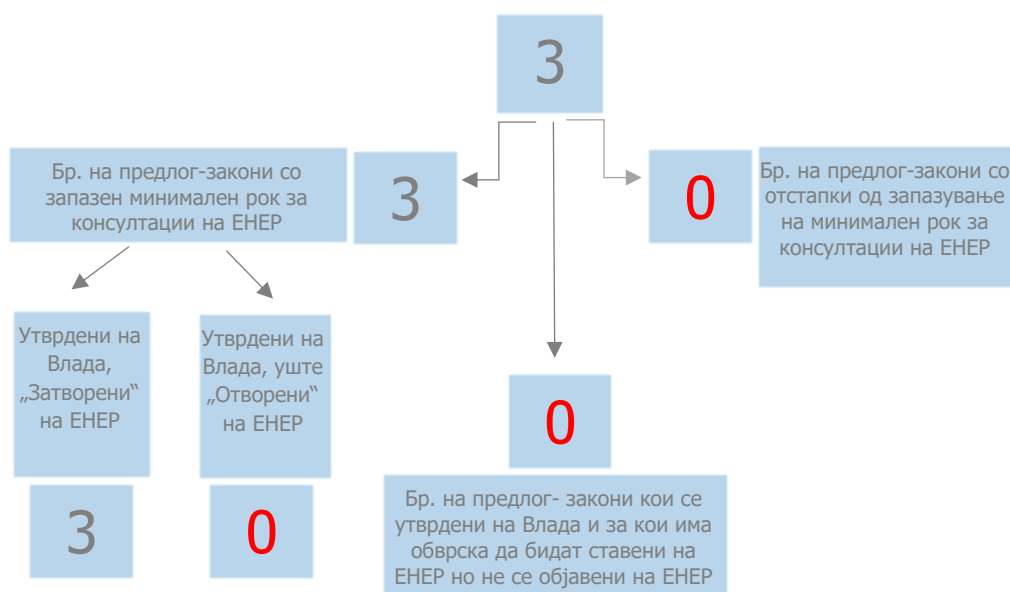 3
Бр. на предлог-закони со
запазен минимален рок за
консултации на ЕНЕР
3
0
Бр. на предлог-закони со
отстапки од запазување
на минимален рок за
консултации на ЕНЕР
Утврдени на
Влада,
„Затворени“
на ЕНЕР
3
Утврдени на
Влада, уште
„Отворени“
на ЕНЕР
0
0
Бр. на предлог- закони кои се
утврдени на Влада и за кои има
обврска да бидат ставени на
ЕНЕР но не се објавени на ЕНЕР